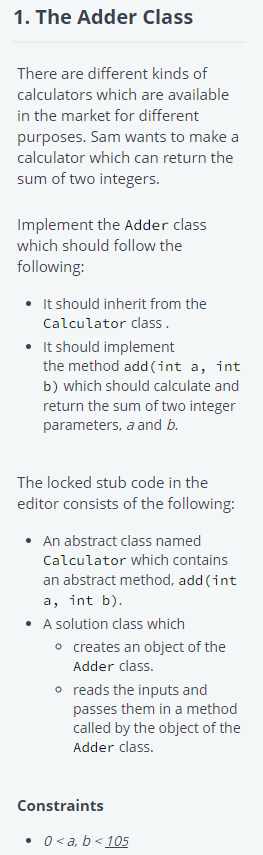 1. The Adder Class
There are different kinds of
calculators which are available
in the market for different
purposes. Sam wants to make a
calculator which can return the
sum of two integers.
Implement the Adder class
which should follow the
following:
• It should inherit from the
Calculator class .
• It should implement
the method add(int a, int
b) which should calculate and
return the sum of two integer
parameters, a and b.
The locked stub code in the
editor consists of the following:
• An abstract class named
Calculator which contains
an abstract method, add(int
a, int b).
• A solution class which
○ creates an object of the
Adder class.
○ reads the inputs and
passes them in a method
called by the object of the
Adder class.
Constraints
• 0 < a, b < 105